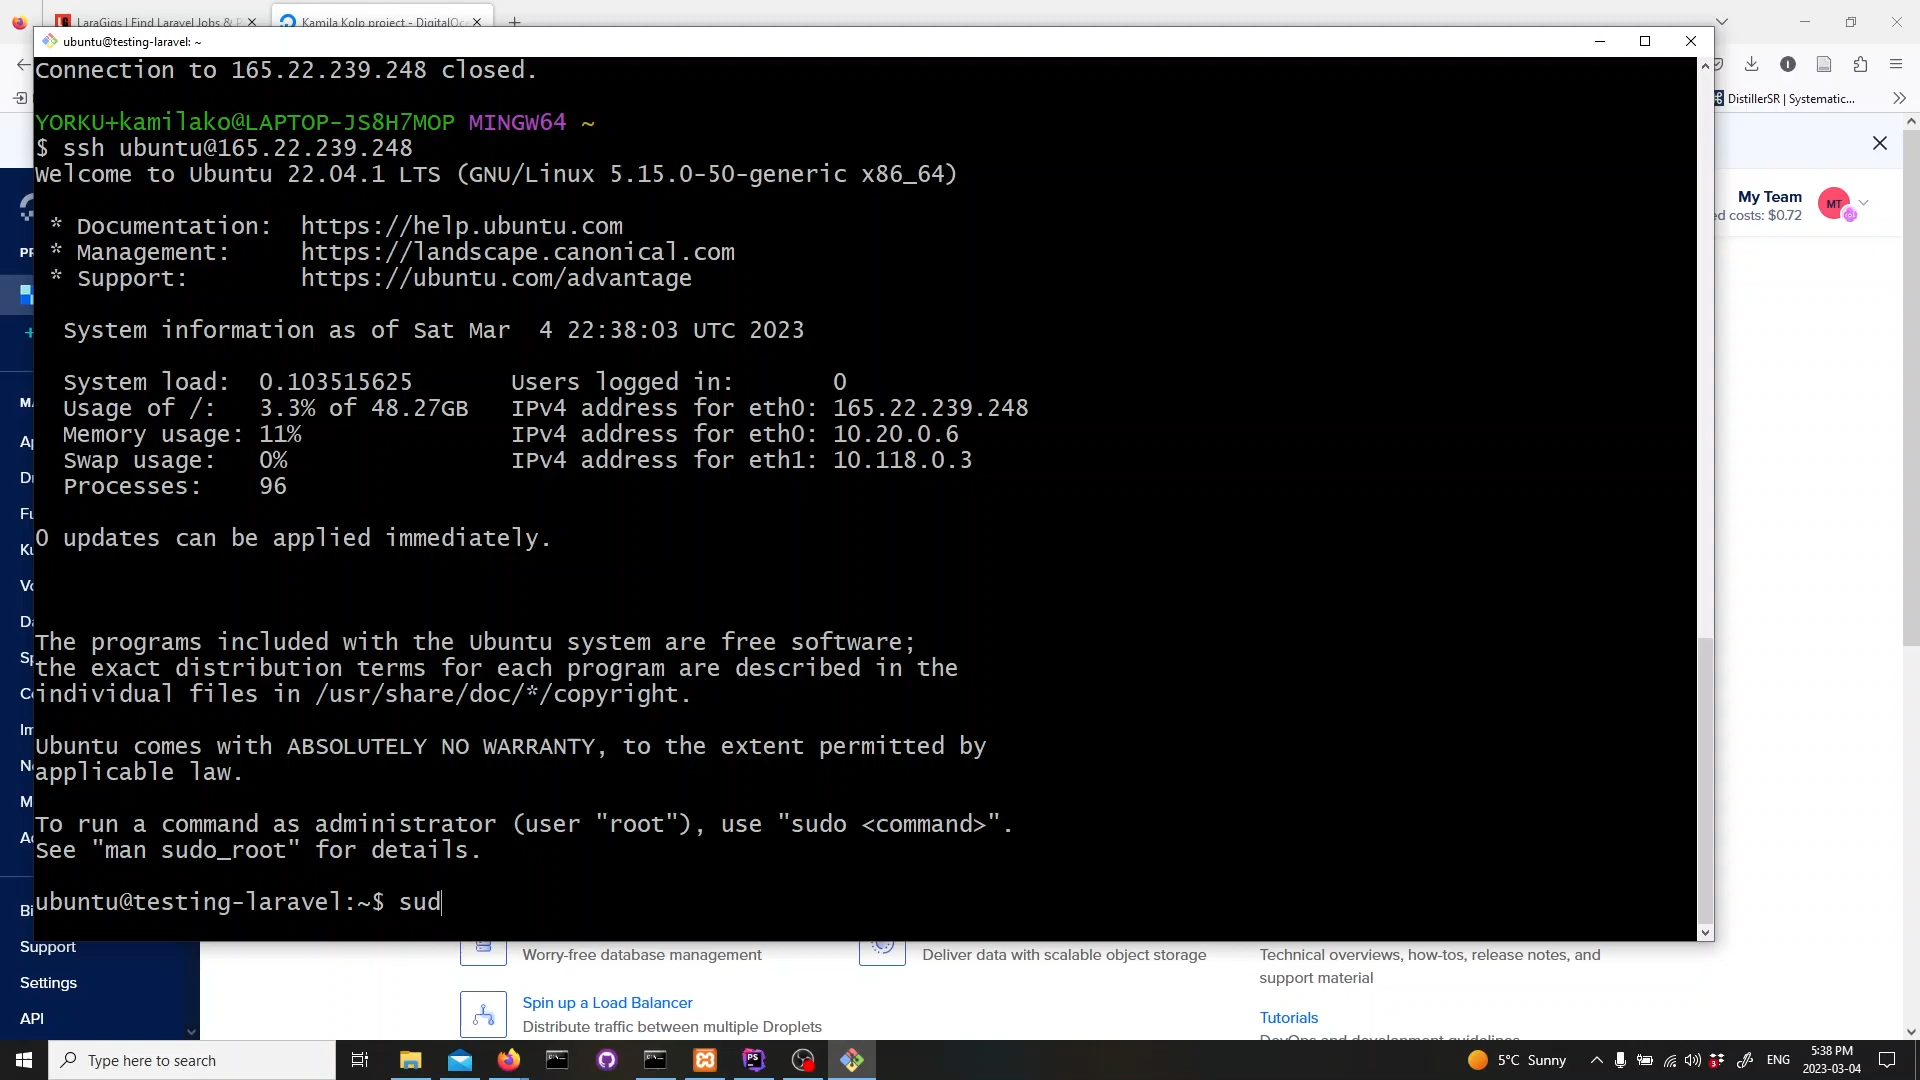 LaraGigs | Find Laravel Jobs & P
Kamila Kolp project - DigitalOc
ubuntu@testing-laravel: ~
Connection to 165.22.239.248 closed.
YORKU+kamilako@LAPTOP-JS8H7MOP MINGW64 ~
$ ssh ubuntu@165.22.239.248
Welcome to Ubuntu 22.04.1 LTS (GNU/Linux 5.15.0-50-generic x86_64)
* Documentation: https://help.ubuntu.com
* Management: https://landscape.canonical.com
* Support: https://ubuntu.com/advantage
System information as of Sat Mar 4 22:38:03 UTC 2023
System load: 0.103515625 Users logged in: 0
Usage of /: 3.3% of 48.27GB IPv4 address for eth0: 165.22.239.248
Memory usage: 11% IPv4 address for eth0: 10.20.0.6
Swap usage: 0% IPv4 address for eth1: 10.118.0.3
Processes: 96
0 updates can be applied immediately.
The programs included with the Ubuntu system are free software;
the exact distribution terms for each program are described in the
individual files in /usr/share/doc/*/copyright.
Ubuntu comes with ABSOLUTELY NO WARRANTY, to the extent permitted by
applicable law.
To run a command as administrator (user "root"), use "sudo <command>".
See "man sudo_root" for details.
ubuntu@testing-laravel:~$ sud
DistillerSR | Systematic...
My Team
ed costs: $0.72
MT
Support
Settings
API
Worry-free database management
Spin up a Load Balancer
Distribute traffic between multiple Droplets
Deliver data with scalable object storage
Technical overviews, how-tos, release notes, and
support material
Tutorials
DevOps and development guidelines
Type here to search
PS
5°C Sunny
ENG
5:38 PM
2023-03-04